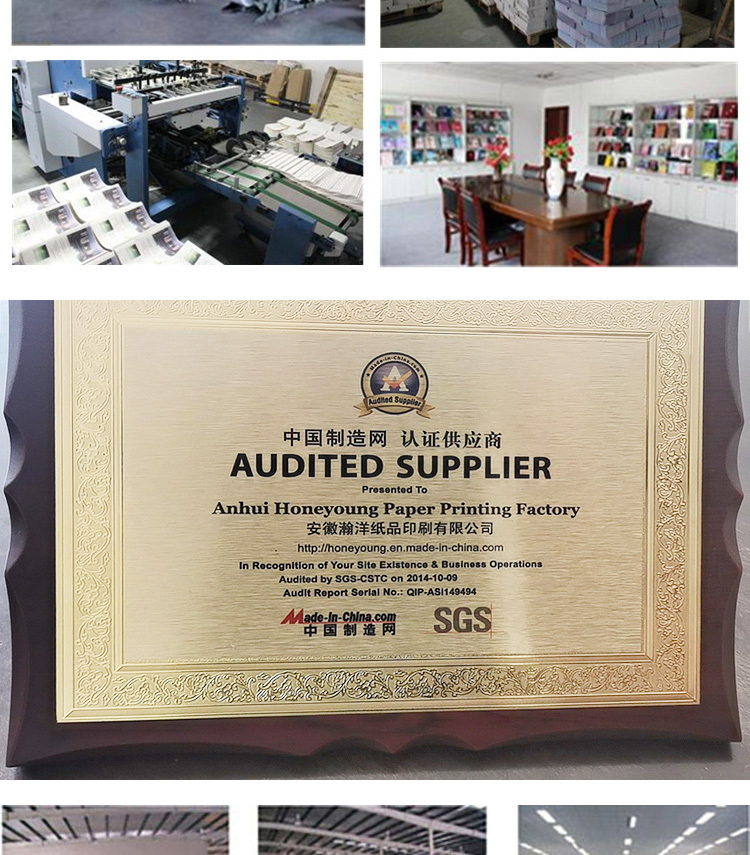 Made-in-China.com
Audited Supplier
中国制造网 认证供应商
AUDITED SUPPLIER
Presented To
Anhui Honeyoung Paper Printing Factory
安徽瀚洋纸品印刷有限公司
http://honeyoung.en.made-in-china.com
In Recognition of Your Site Existence & Business Operations
Audited by SGS-CSTC on 2014-10-09
Audit Report Serial No.: QIP-ASI149494
Made-in-China.com
中国制造网
SGS